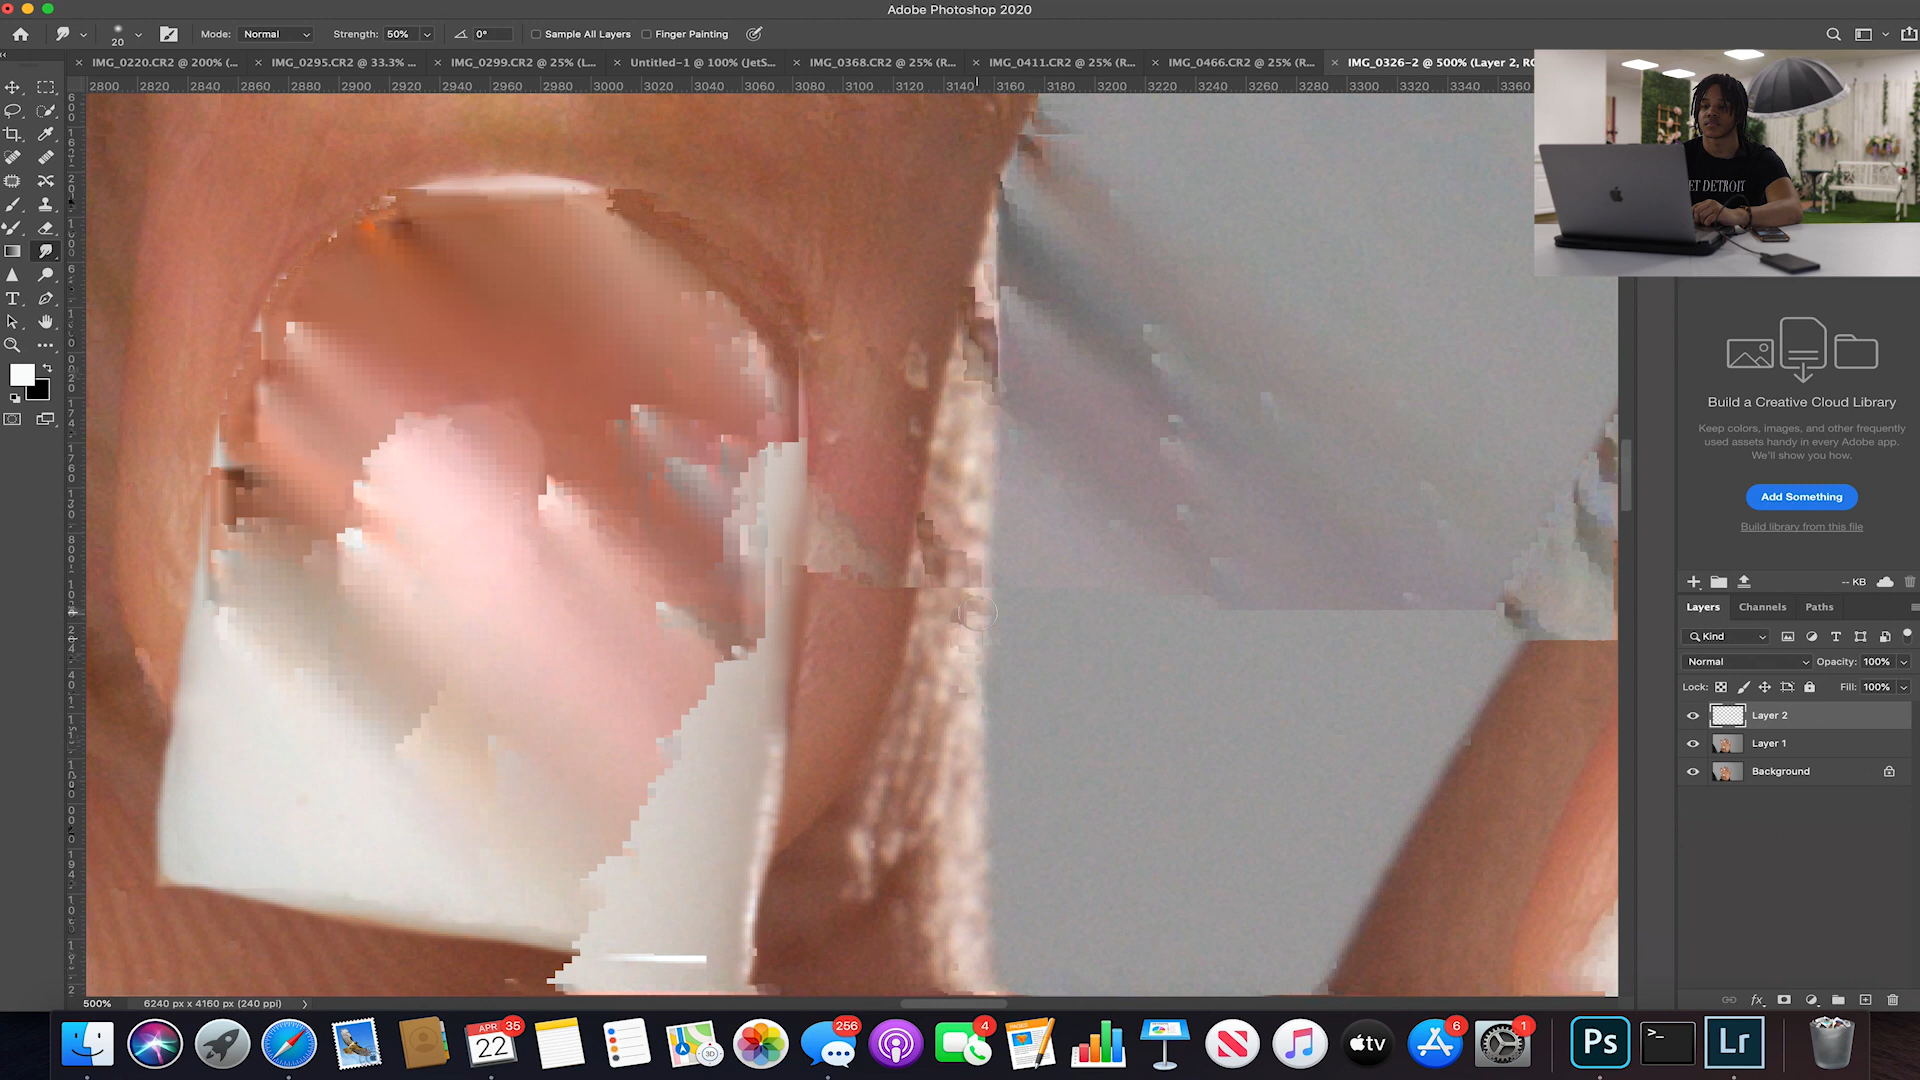 Adobe Photoshop 2020
20
Mode: Normal
Strength: 50%
0°
Sample All Layers
Finger Painting
IMG_0220.CR2 @ 200% (...
IMG_0295.CR2 @ 33.3% ...
IMG_0299.CR2 @ 25% (L...
Untitled-1 @ 100% (JetS...
IMG_0368.CR2 @ 25% (R...
IMG_0411.CR2 @ 25% (R...
IMG_0466.CR2 @ 25% (R...
IMG_0326-2 @ 500% (Layer 2, RG
2800 2820 2840 2860 2880 2900 2920 2940 2960 2980 3000 3020 3040 3060 3080 3100 3120 3140 3160 3180 3200 3220 3240 3260 3280 3300 3320 3340 3360
ET DETROIT
Build a Creative Cloud Library
Keep colors, images, and other frequently
used assets handy in every Adobe app.
We'll show you how.
Add Something
Build library from this file
-- KB
Layers Channels Paths
Kind
Normal Opacity: 100%
Lock: Fill: 100%
Layer 2
Layer 1
Background
fx
500% 6240 px x 4160 px (240 ppi)
APR 35
22
3D
256
4
PAGES
tv
6
1
Ps
>_
Lr